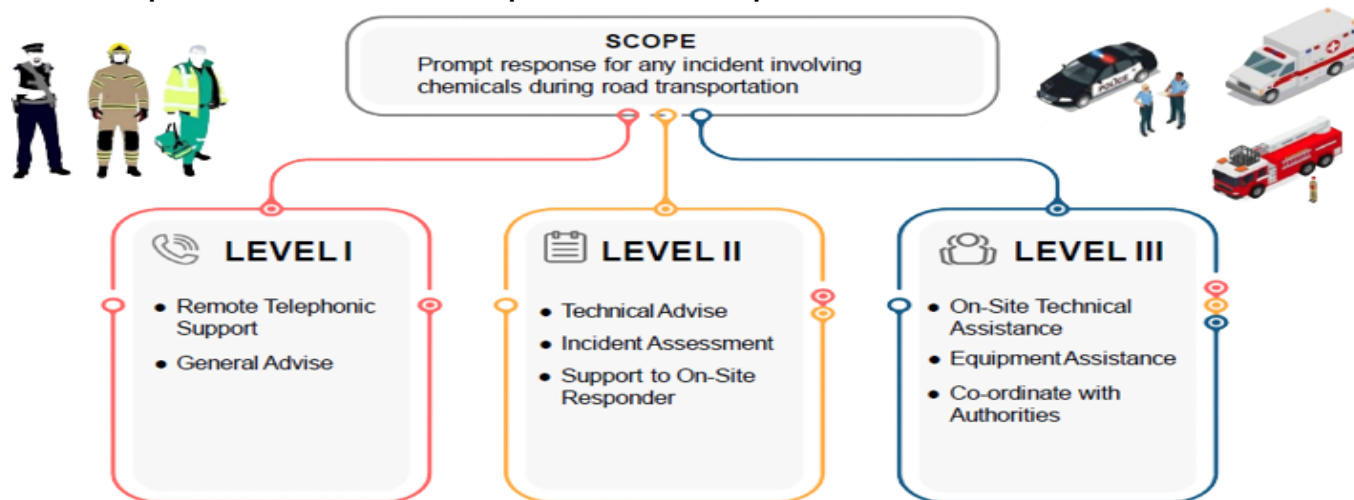 SCOPE
Prompt response for any incident involving
chemicals during road transportation
POLICE
LEVEL I
Remote Telephonic
Support
General Advise
LEVEL II
Technical Advise
Incident Assessment
Support to On-Site
Responder
LEVEL III
On-Site Technical
Assistance
Equipment Assistance
Co-ordinate with
Authorities